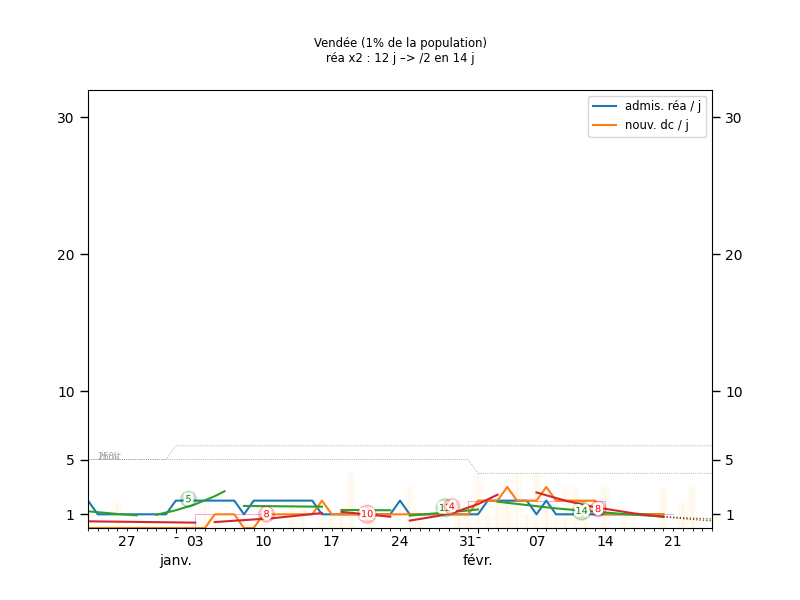 Vendée (1% de la population)
réa x2 : 12 j –> /2 en 14 j
admis. réa / j
nouv. dc / j
30 30
20 20
10 10
5 5
1 1
5 8 10 4 14 8
27 - 03 10 17 24 31 - 07 14 21
janv. févr.